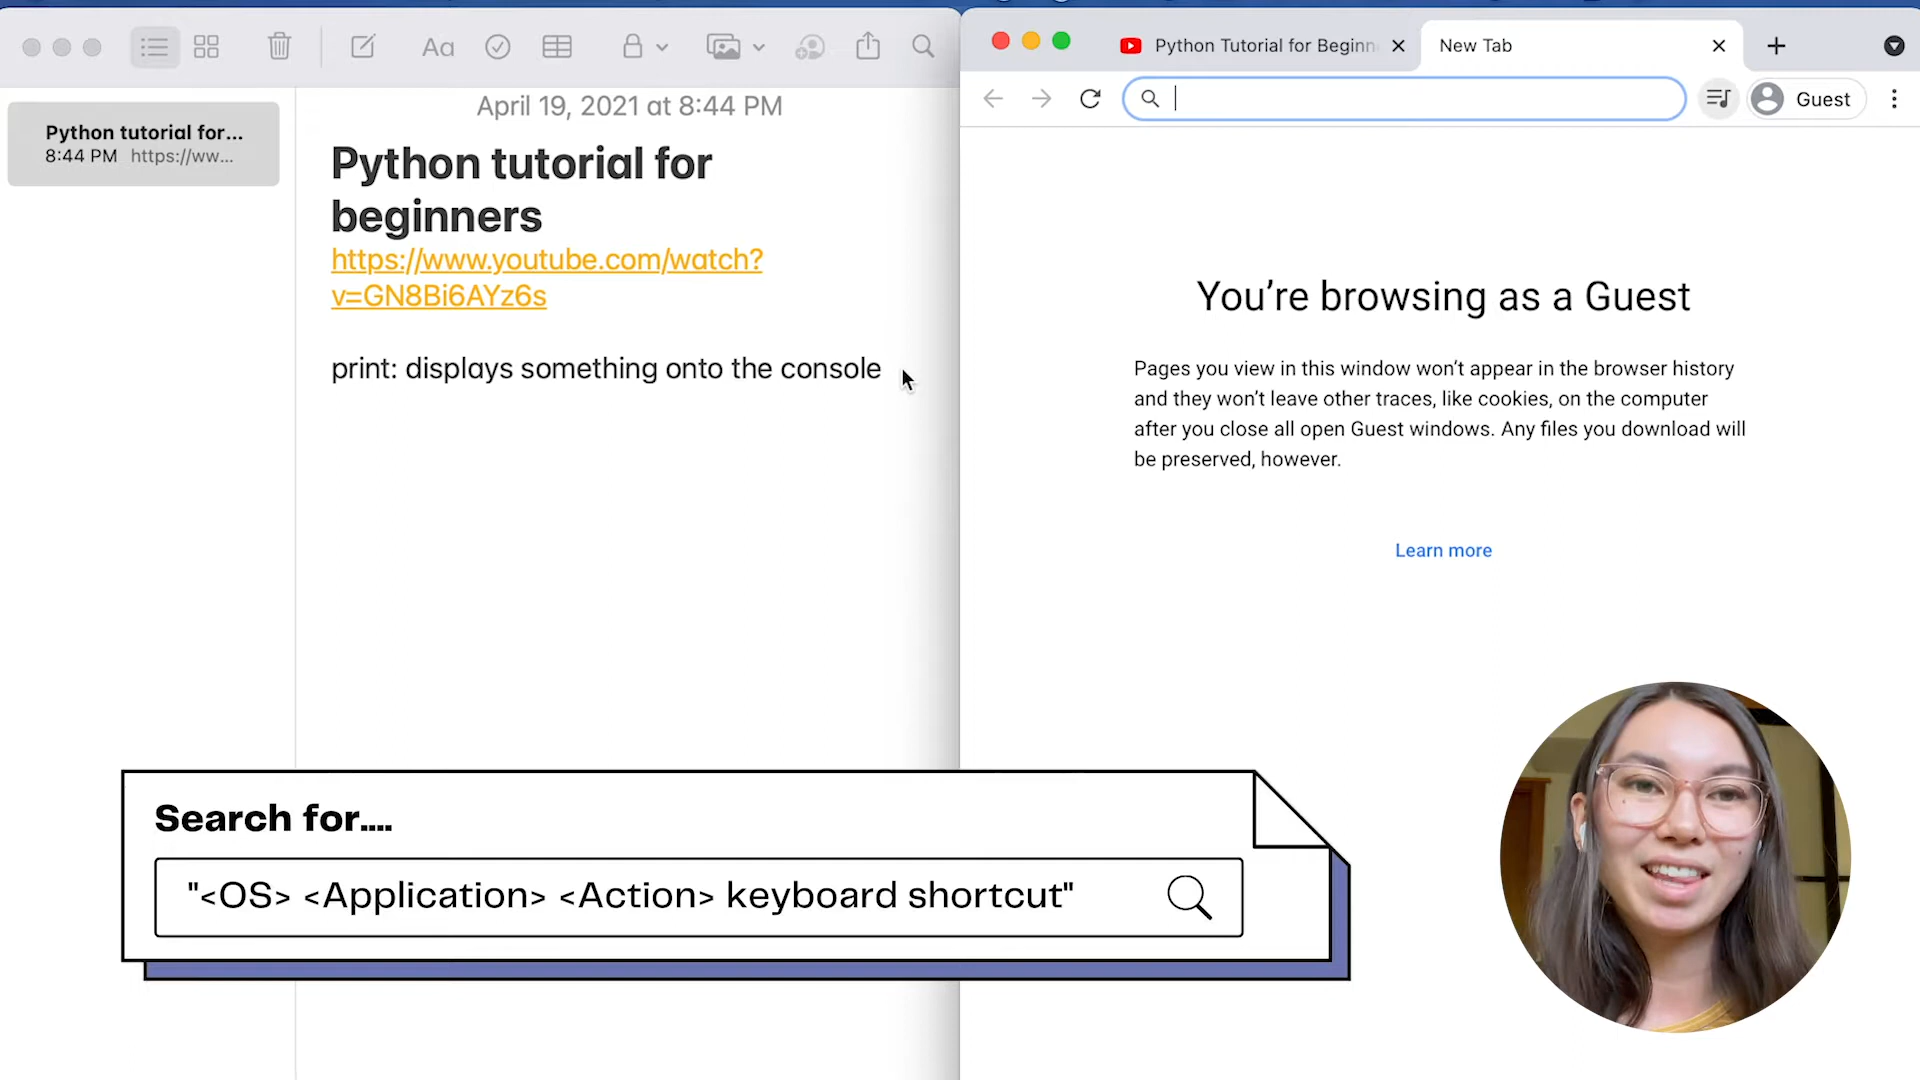 Aa
April 19, 2021 at 8:44 PM
Python tutorial for...
8:44 PM https://ww...
Python tutorial for
beginners
https://www.youtube.com/watch?
v=GN8Bi6AYz6s
print: displays something onto the console
Python Tutorial for Beginn
New Tab
Guest
You’re browsing as a Guest
Pages you view in this window won’t appear in the browser history
and they won’t leave other traces, like cookies, on the computer
after you close all open Guest windows. Any files you download will
be preserved, however.
Learn more
Search for....
"<OS> <Application> <Action> keyboard shortcut"